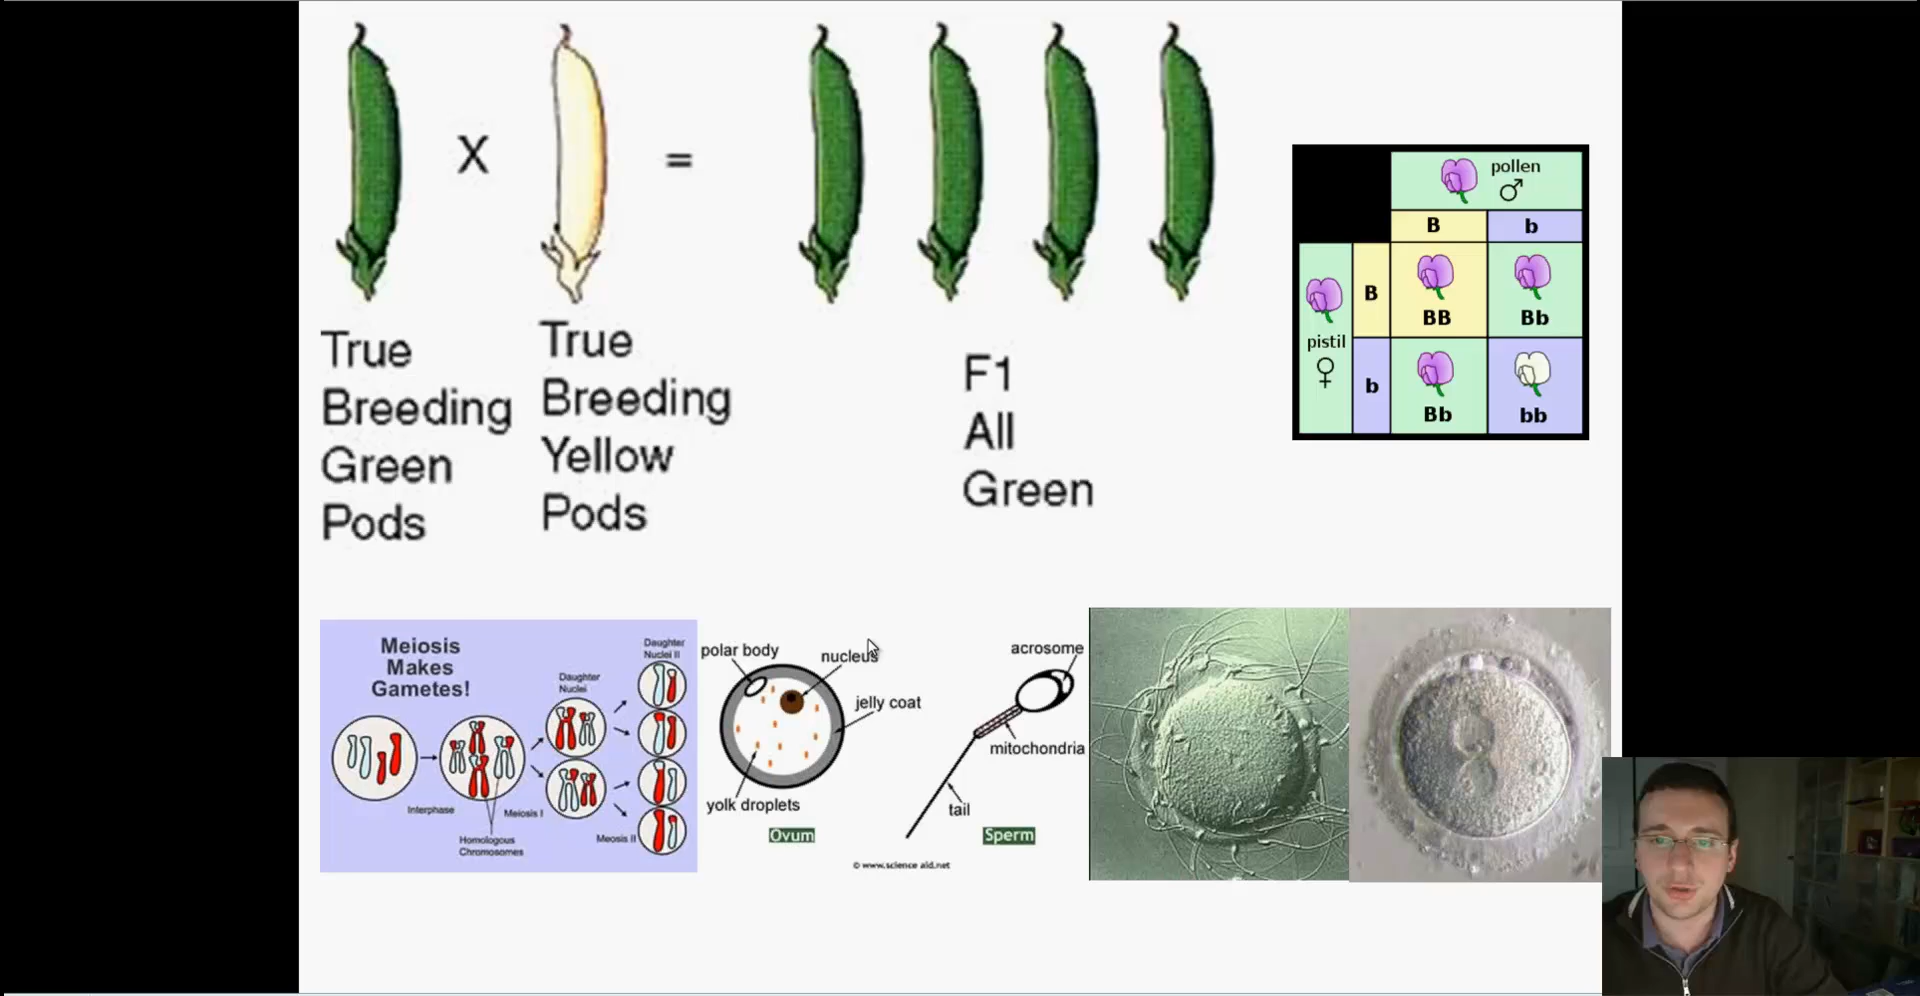 X
=
True
Breeding
Green
Pods
True
Breeding
Yellow
Pods
F1
All
Green
pollen
♂
B
b
pistil
♀
B
BB
Bb
b
Bb
bb
Meiosis
Makes
Gametes!
Interphase
Homologous
Chromosomes
Meiosis I
Daughter
Nuclei
Meosis II
Daughter
Nuclei II
polar body
nucleus
jelly coat
yolk droplets
Ovum
acrosome
mitochondria
tail
Sperm
© www.science aid.net